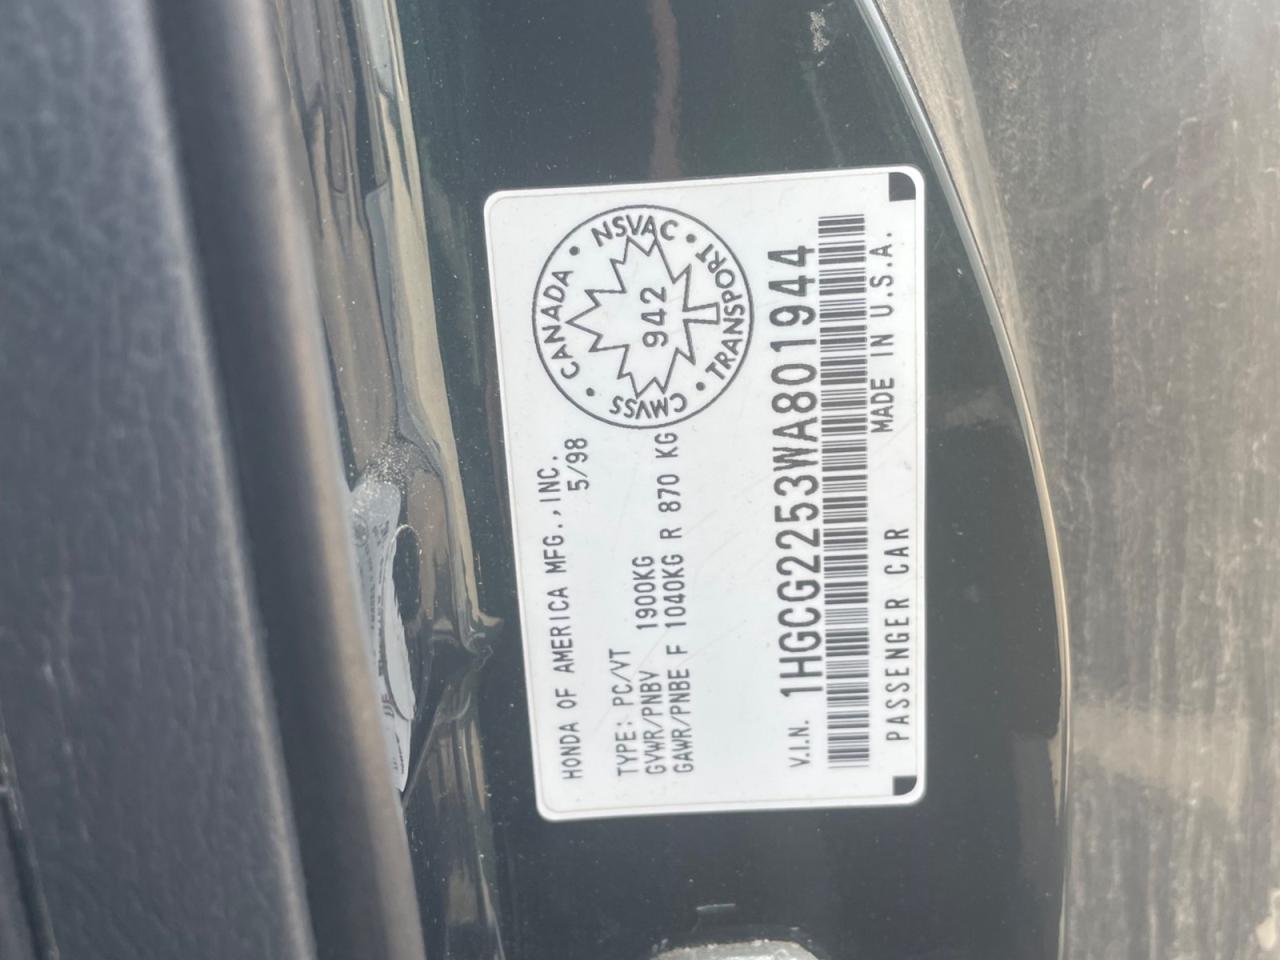 HONDA OF AMERICA MFG.,INC.
5/98
TYPE: PC/VT
GVWR/PNBV 1900KG
GAWR/PNBE F 1040KG R 870 KG
CANADA • NSVAC • TRANSPORT • CMVSS •
942
V.I.N. 1HGCG2253WA801944
PASSENGER CAR MADE IN U.S.A.